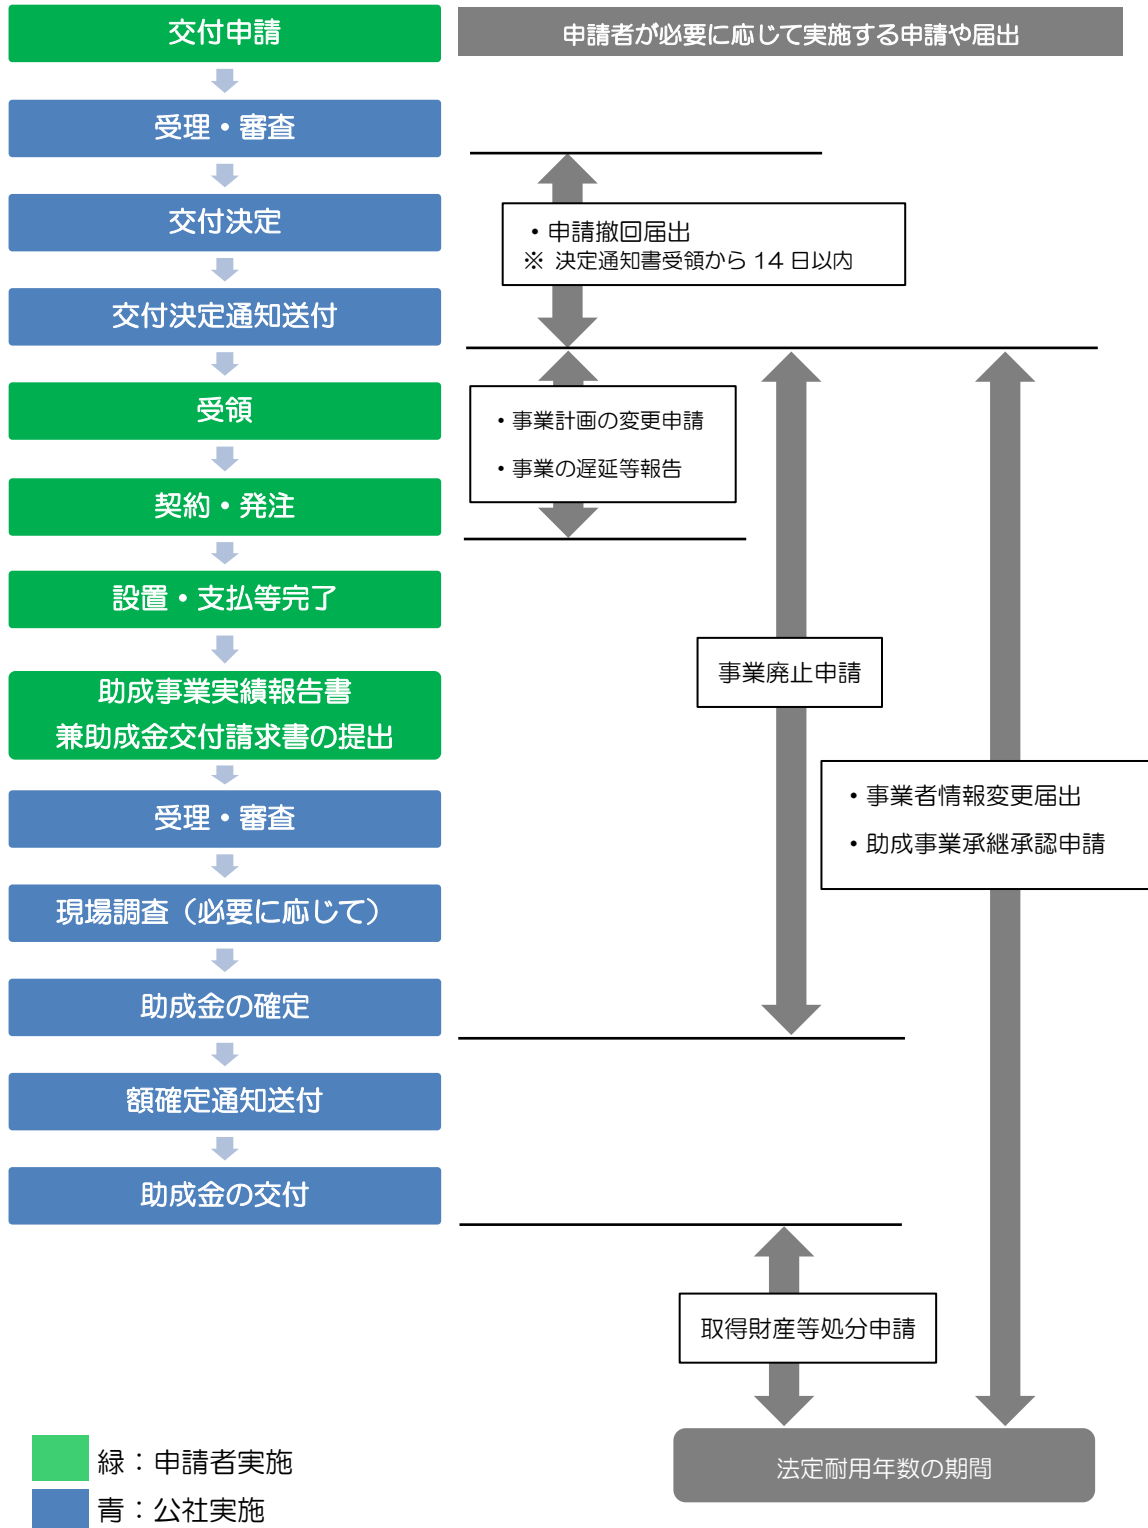 交付申請
申請者が必要に応じて実施する申請や届出
受理・審査
交付決定
・申請撤回届出
※ 決定通知書受領から 14 日以内
交付決定通知送付
受領
・事業計画の変更申請
・事業の遅延等報告
契約・発注
設置・支払等完了
事業廃止申請
助成事業実績報告書
兼助成金交付請求書の提出
・事業者情報変更届出
・助成事業承継承認申請
受理・審査
現場調査（必要に応じて）
助成金の確定
額確定通知送付
助成金の交付
取得財産等処分申請
法定耐用年数の期間
緑：申請者実施
青：公社実施